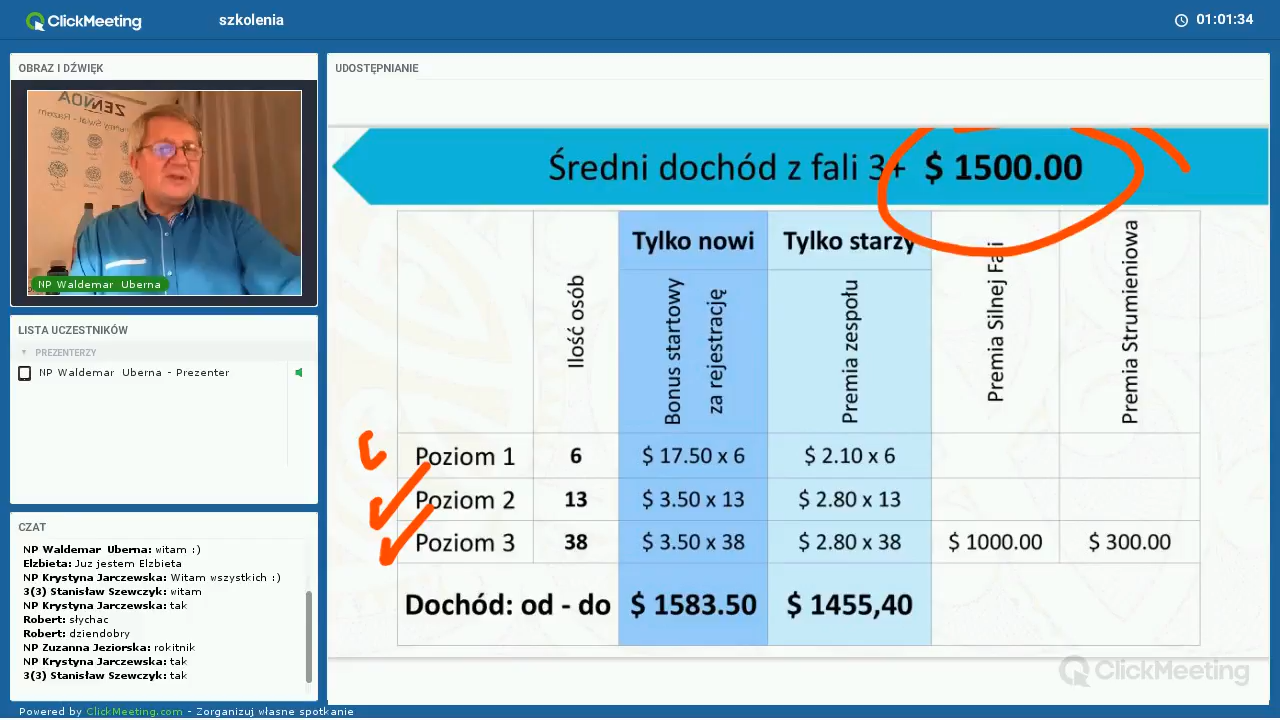 ClickMeeting
szkolenia
01:01:34
OBRAZ I DŹWIĘK
ZENNOA
NP Waldemar Uberna
LISTA UCZESTNIKÓW
PREZENTERZY
NP Waldemar Uberna - Prezenter
CZAT
NP Waldemar Uberna: witam :)
Elzbieta: Juz jestem Elzbieta
NP Krystyna Jarczewska: Witam wszystkich :)
3(3) Stanisław Szewczyk: witam
NP Krystyna Jarczewska: tak
Robert: słychac
Robert: dziendobry
NP Zuzanna Jeziorska: rokitnik
NP Krystyna Jarczewska: tak
3(3) Stanisław Szewczyk: tak
UDOSTĘPNIANIE
Średni dochód z fali 3+ $ 1500.00
Tylko nowi Tylko starzy
Ilość osób
Bonus startowy
za rejestrację
Premia zespołu
Premia Silnej Fali
Premia Strumieniowa
Poziom 1 6 $ 17.50 x 6 $ 2.10 x 6
Poziom 2 13 $ 3.50 x 13 $ 2.80 x 13
Poziom 3 38 $ 3.50 x 38 $ 2.80 x 38 $ 1000.00 $ 300.00
Dochód: od - do $ 1583.50 $ 1455,40
ClickMeeting
Powered by ClickMeeting.com - Zorganizuj własne spotkanie